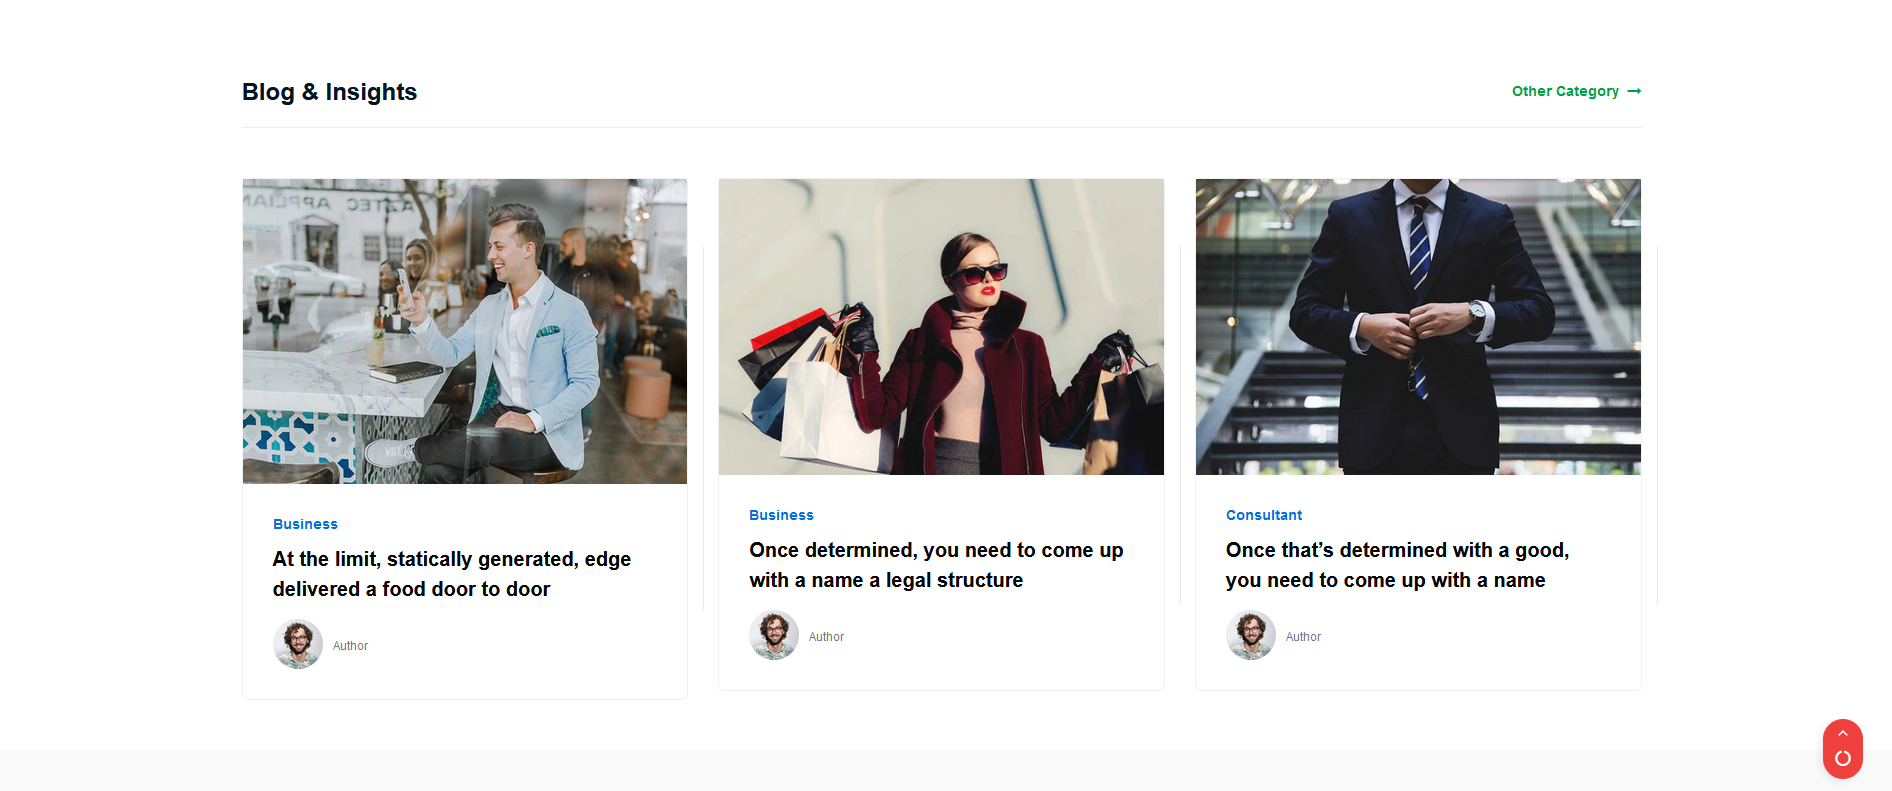 Blog & Insights
Other Category
AZTEC APPLIAN
Business
At the limit, statically generated, edge
delivered a food door to door
Author
Business
Once determined, you need to come up
with a name a legal structure
Author
Consultant
Once that’s determined with a good,
you need to come up with a name
Author